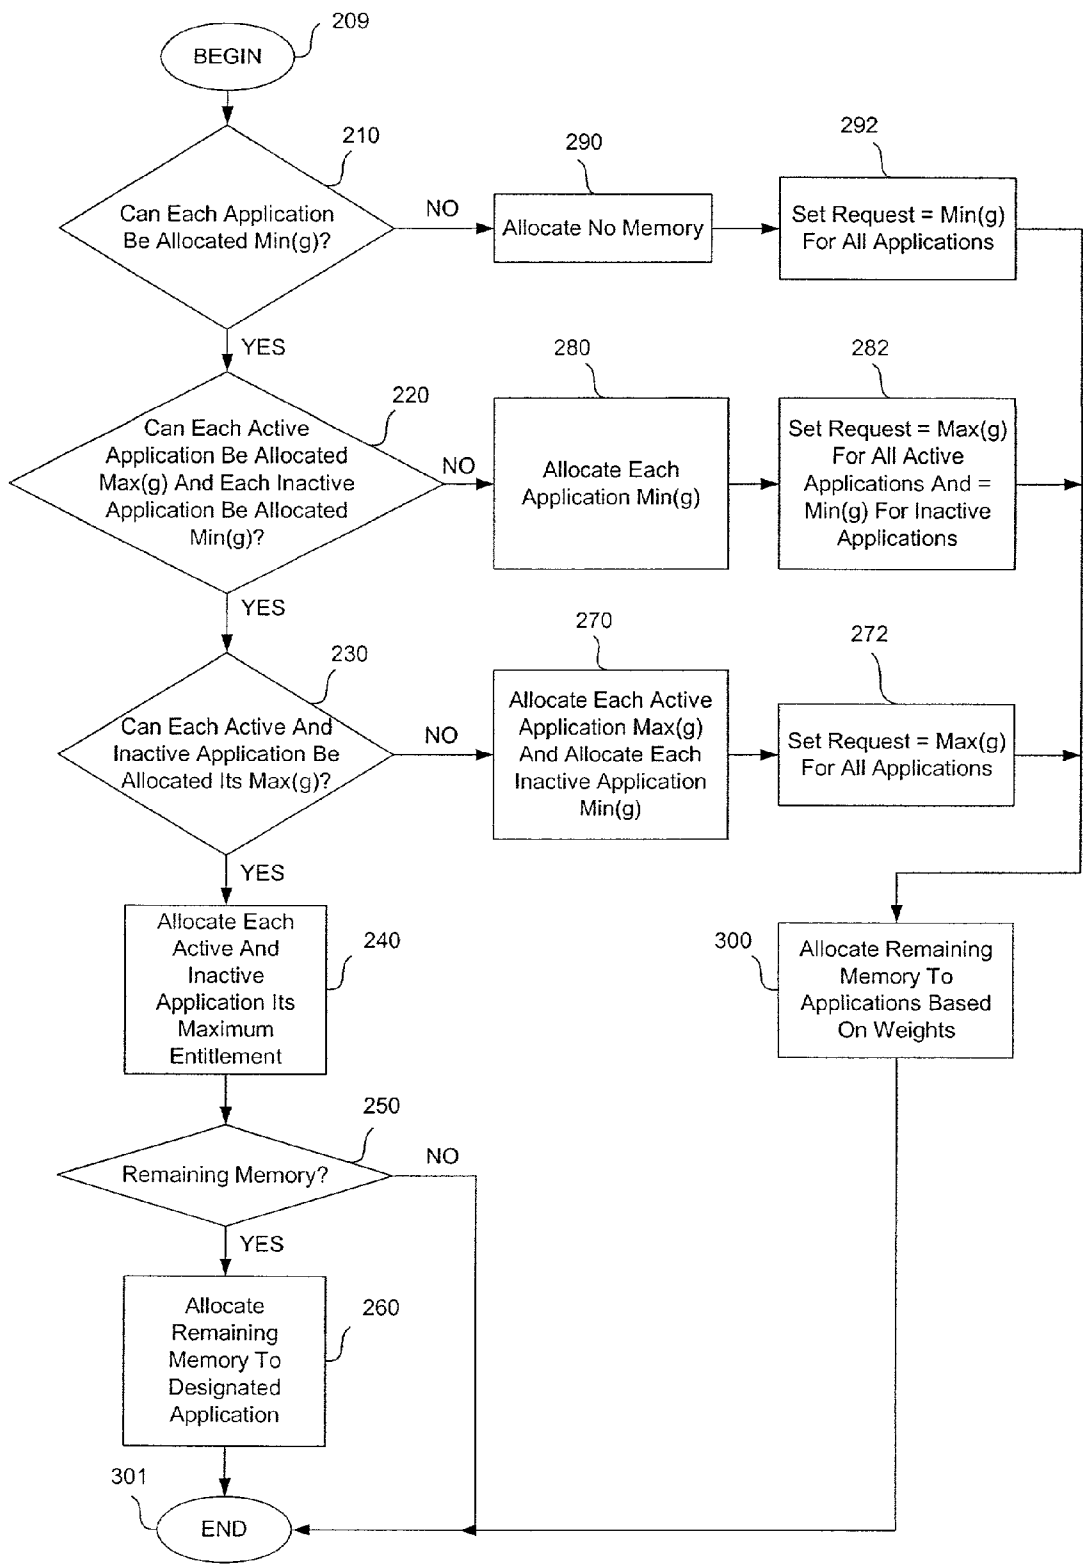 209
BEGIN
210
Can Each Application
Be Allocated Min(g)?
NO
290
Allocate No Memory
292
Set Request = Min(g)
For All Applications
YES
220
Can Each Active
Application Be Allocated
Max(g) And Each Inactive
Application Be Allocated
Min(g)?
NO
280
Allocate Each
Application Min(g)
282
Set Request = Max(g)
For All Active
Applications And =
Min(g) For Inactive
Applications
YES
230
Can Each Active And
Inactive Application Be
Allocated Its Max(g)?
NO
270
Allocate Each Active
Application Max(g)
And Allocate Each
Inactive Application
Min(g)
272
Set Request = Max(g)
For All Applications
YES
240
Allocate Each
Active And
Inactive
Application Its
Maximum
Entitlement
300
Allocate Remaining
Memory To
Applications Based
On Weights
250
Remaining Memory?
NO
YES
260
Allocate
Remaining
Memory To
Designated
Application
301
END